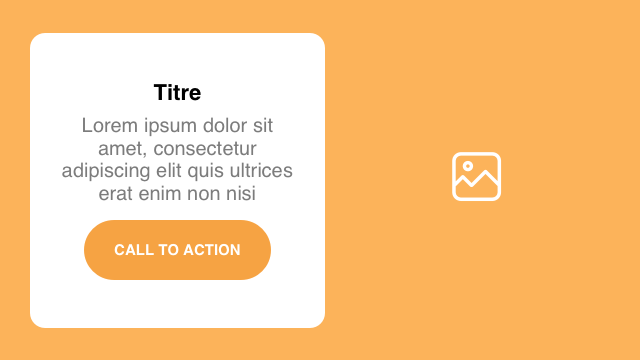 Titre
Lorem ipsum dolor sit
amet, consectetur
adipiscing elit quis ultrices
erat enim non nisi
CALL TO ACTION